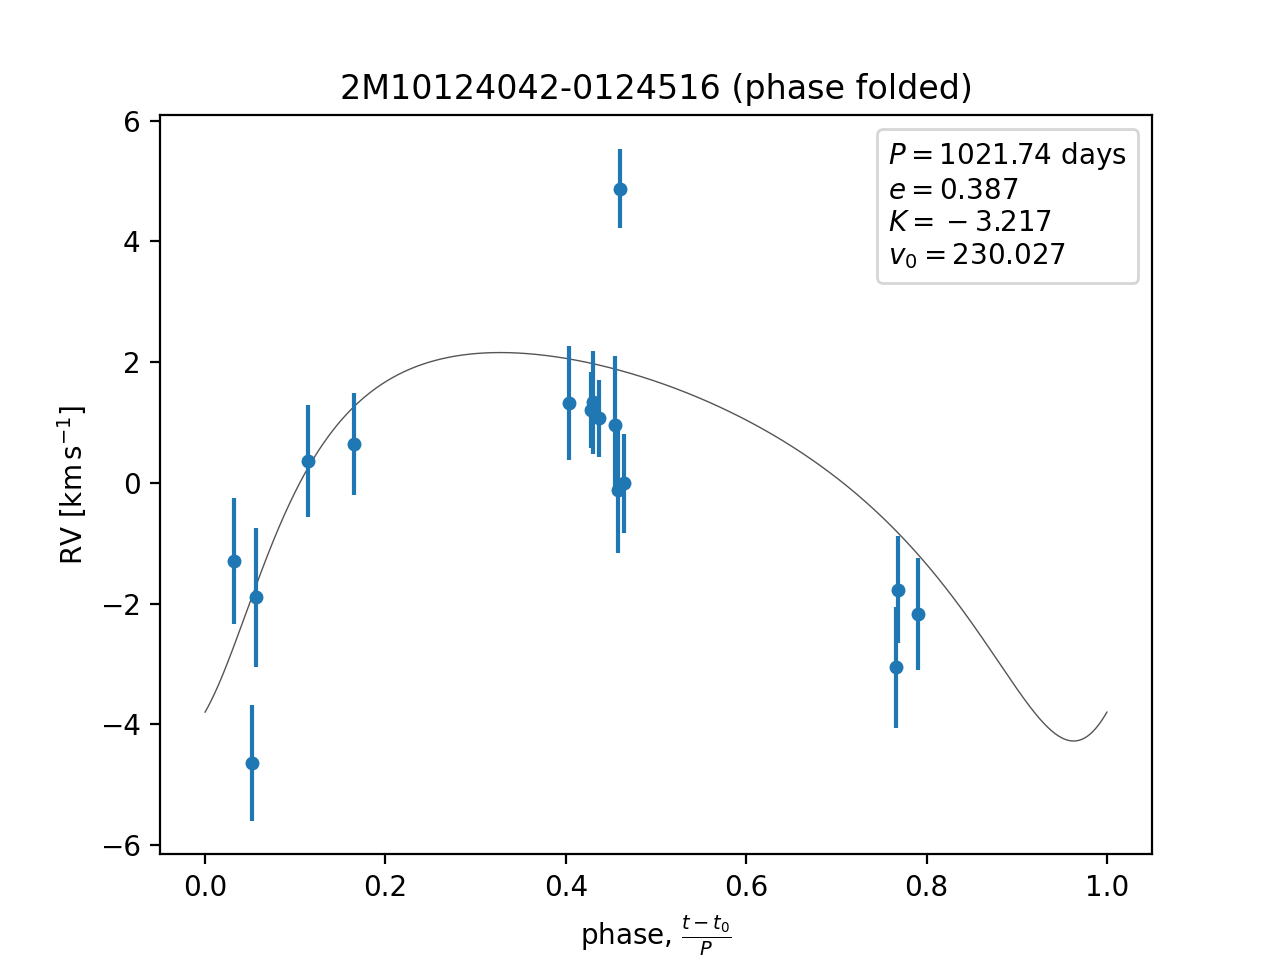 2M10124042-0124516 (phase folded)
P = 1021.74 days
e = 0.387
K = −3.217
v₀ = 230.027
6
4
2
0
−2
−4
−6
RV [km s⁻¹]
0.0 0.2 0.4 0.6 0.8 1.0
phase, (t − t₀)/P